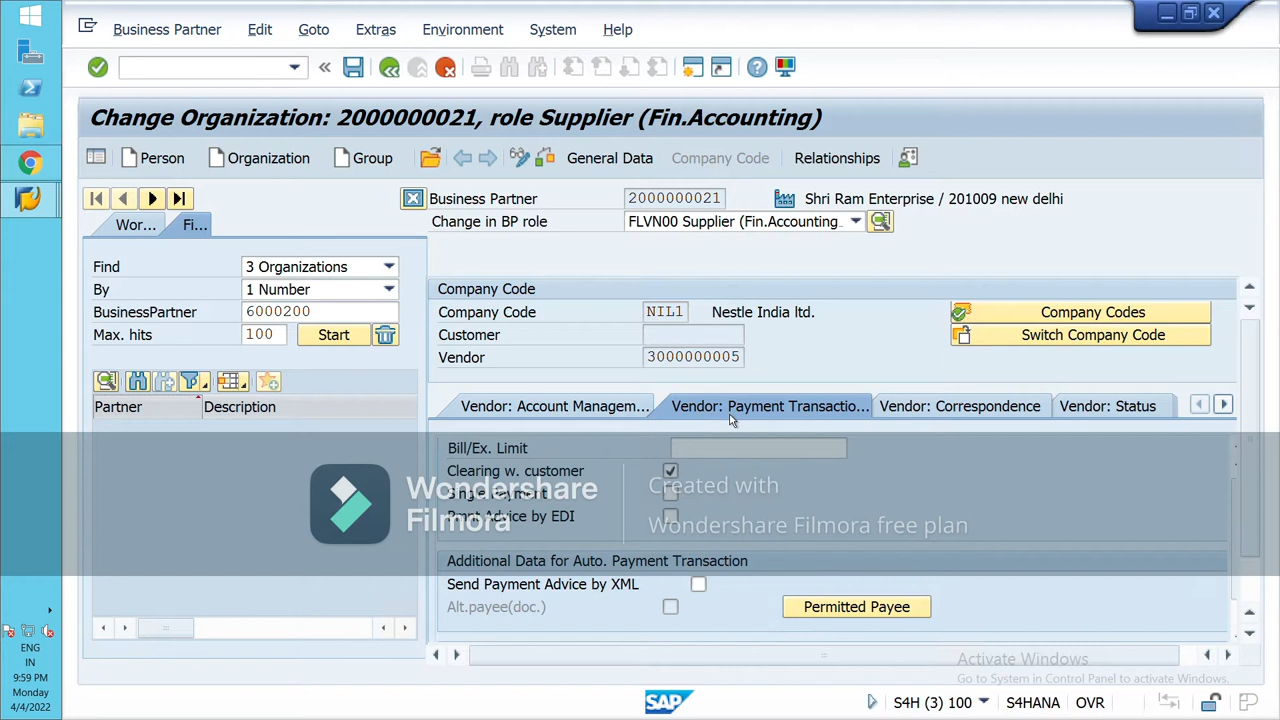 Business Partner Edit Goto Extras Environment System Help
Change Organization: 2000000021, role Supplier (Fin.Accounting)
Person Organization Group General Data Company Code Relationships
Business Partner 2000000021 Shri Ram Enterprise / 201009 new delhi
Wor... Fi...
Change in BP role FLVN00 Supplier (Fin.Accounting
Find 3 Organizations
By 1 Number
BusinessPartner 6000200
Max. hits 100 Start
Partner Description
Company Code
Company Code NIL1 Nestle India ltd. Company Codes
Customer Switch Company Code
Vendor 3000000005
Vendor: Account Managem... Vendor: Payment Transactio... Vendor: Correspondence Vendor: Status
Bill/Ex. Limit
Clearing w. customer
Single Payment
Pmnt Advice by EDI
Wondershare
Filmora
Created with
Wondershare Filmora free plan
Additional Data for Auto. Payment Transaction
Send Payment Advice by XML
Alt.payee(doc.) Permitted Payee
Activate Windows
Go to System in Control Panel to activate Windows.
ENG
IN
9:59 PM
Monday
4/4/2022
SAP S4H (3) 100 S4HANA OVR